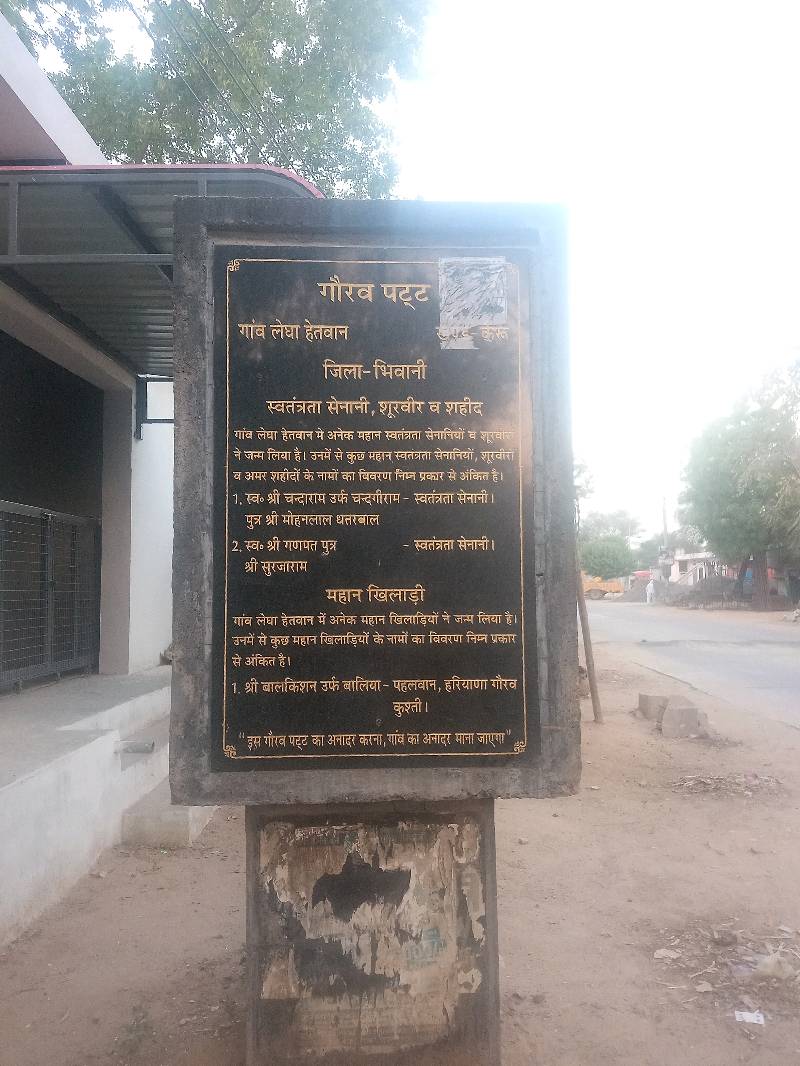 गौरव पट्ट
गांव लेघा हेतवान
जिला-भिवानी
स्वतंत्रता सेनानी, शूरवीर व शहीद
गांव लेघा हेतवान मे अनेक महान स्वतंत्रता सेनानियों व शूरवीरों
ने जन्म लिया है। उनमें से कुछ महान स्वतंत्रता सेनानियों, शूरवीरों
व अमर शहीदों के नामों का विवरण निम्न प्रकार से अंकित है।
1. स्व० श्री चन्दाराम उर्फ चन्दगीराम - स्वतंत्रता सेनानी।
पुत्र श्री मोहनलाल धतरबाल
2. स्व० श्री गणपत पुत्र - स्वतंत्रता सेनानी।
श्री सुरजाराम
महान खिलाड़ी
गांव लेघा हेतवान में अनेक महान खिलाड़ियों ने जन्म लिया है।
उनमें से कुछ महान खिलाड़ियों के नामों का विवरण निम्न प्रकार
से अंकित है।
1. श्री बालकिशन उर्फ बालिया - पहलवान, हरियाणा गौरव
कुश्ती।
"इस गौरव पट्ट का अनादर करना, गांव का अनादर माना जाएगा"